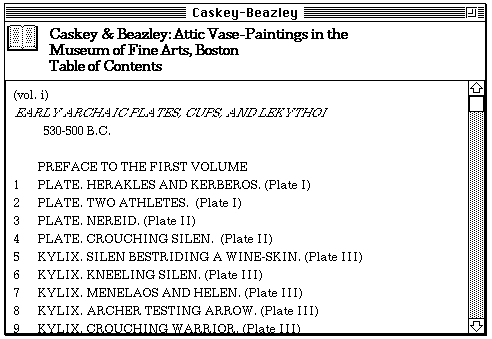 Caskey-Beazley
Caskey & Beazley: Attic Vase-Paintings in the
Museum of Fine Arts, Boston
Table of Contents
(vol. i)
EARLY ARCHAIC PLATES, CUPS, AND LEKYTHOI
530-500 B.C.
PREFACE TO THE FIRST VOLUME
1 PLATE. HERAKLES AND KERBEROS. (Plate I)
2 PLATE. TWO ATHLETES. (Plate I)
3 PLATE. NEREID. (Plate II)
4 PLATE. CROUCHING SILEN. (Plate II)
5 KYLIX. SILEN BESTRIDING A WINE-SKIN. (Plate III)
6 KYLIX. KNEELING SILEN. (Plate III)
7 KYLIX. MENELAOS AND HELEN. (Plate III)
8 KYLIX. ARCHER TESTING ARROW. (Plate III)
9 KYLIX. CROUCHING WARRIOR. (Plate III)